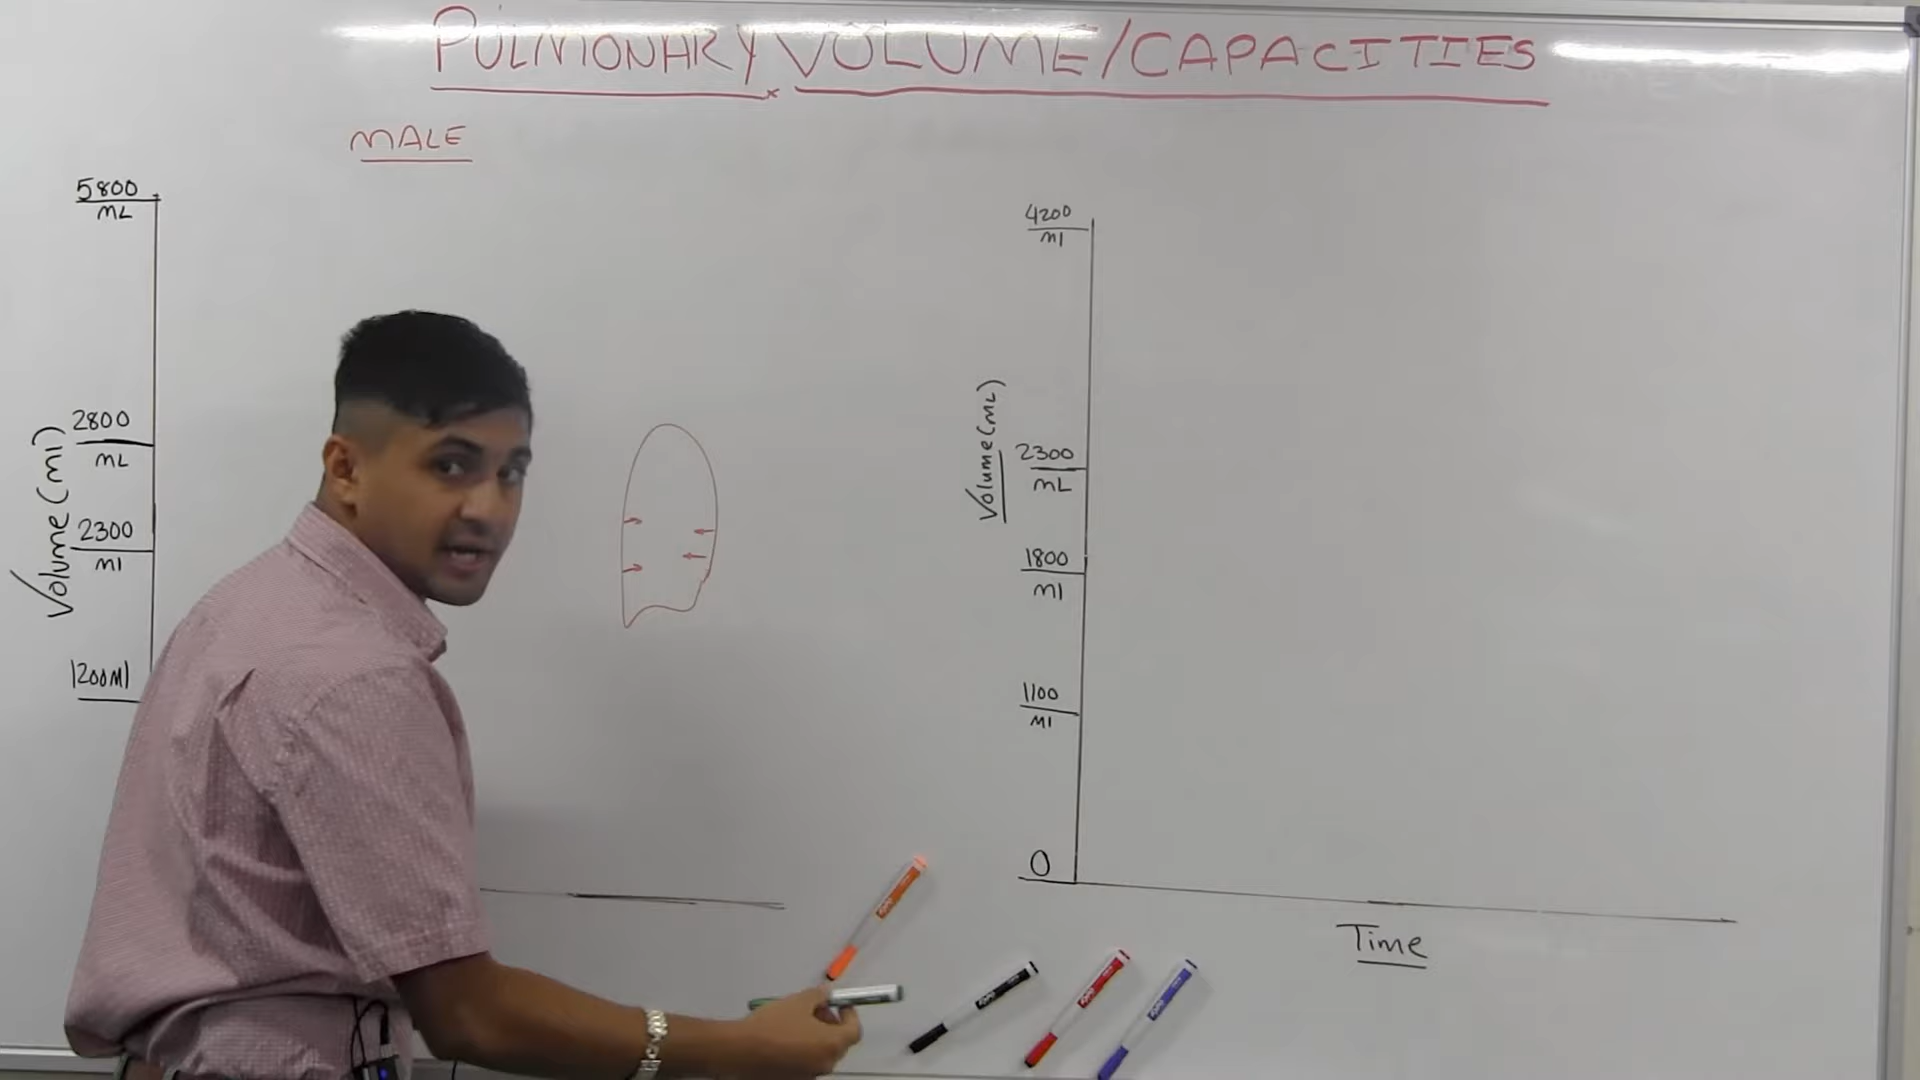 PULMONARY VOLUME/CAPACITIES
MALE
5800
ML
2800
ML
Volume (Ml)
2300
Ml
1200Ml
4200
Ml
Volume (ML)
2300
ML
1800
Ml
1100
Ml
0
Time